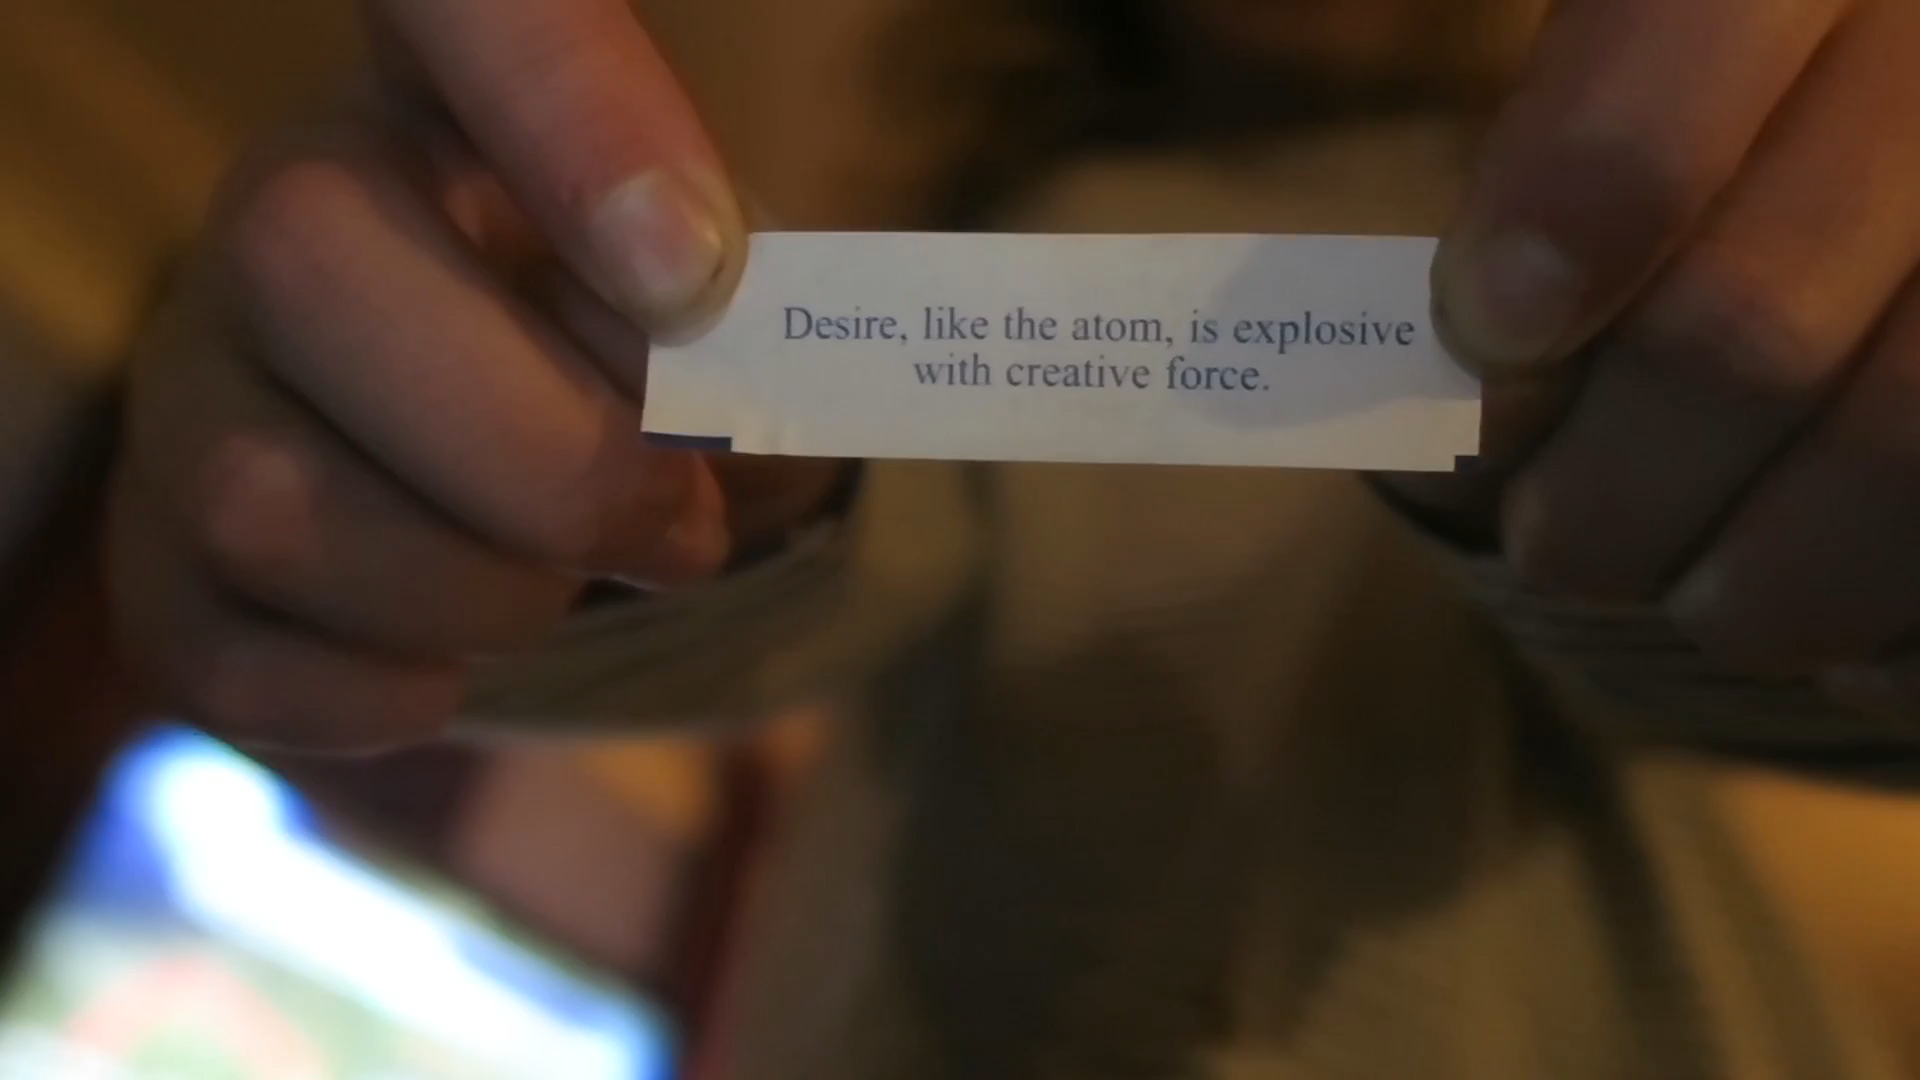 Desire, like the atom, is explosive
with creative force.